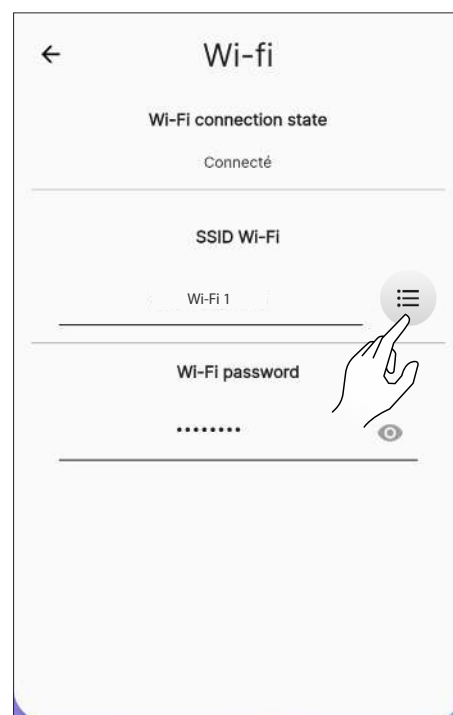 Wi-fi
Wi-Fi connection state
Connecté
SSID Wi-Fi
Wi-Fi 1
Wi-Fi password
••••••••